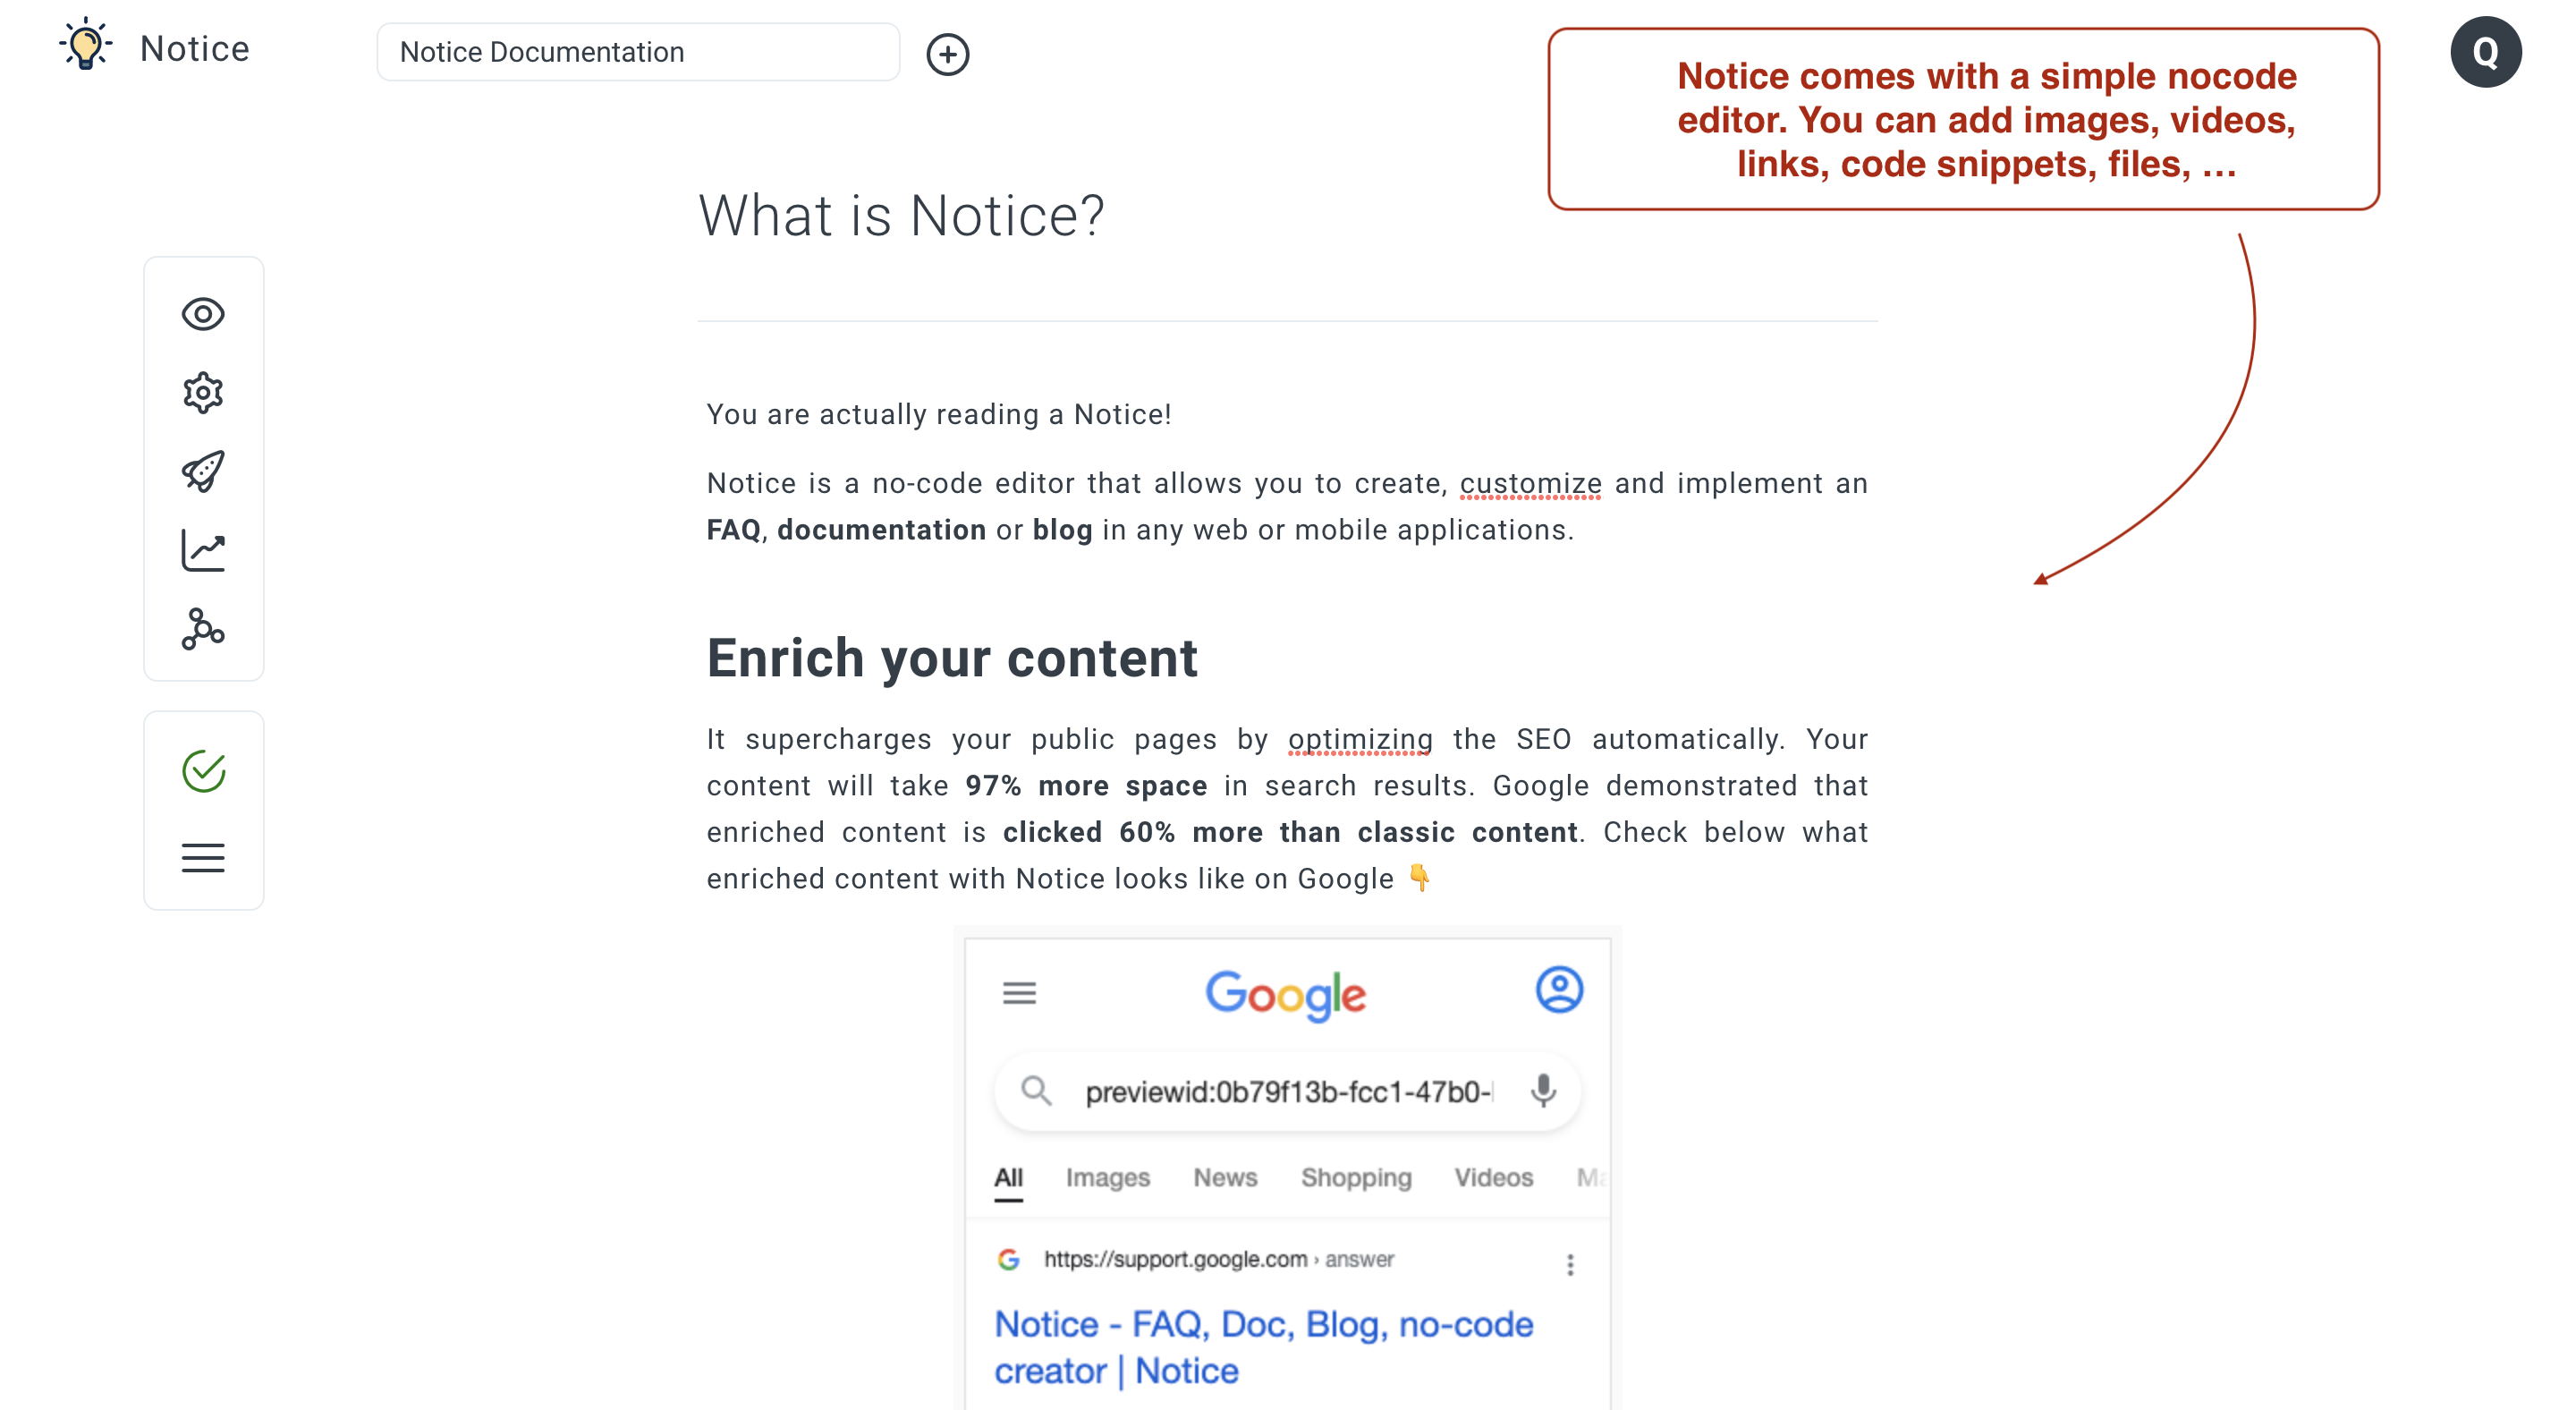 Notice
Notice Documentation
Q
Notice comes with a simple nocode
editor. You can add images, videos,
links, code snippets, files, ...
What is Notice?
You are actually reading a Notice!
Notice is a no-code editor that allows you to create, customize and implement an
FAQ, documentation or blog in any web or mobile applications.
Enrich your content
It supercharges your public pages by optimizing the SEO automatically. Your
content will take 97% more space in search results. Google demonstrated that
enriched content is clicked 60% more than classic content. Check below what
enriched content with Notice looks like on Google 👇
Google
previewid:0b79f13b-fcc1-47b0-
All Images News Shopping Videos
https://support.google.com › answer
Notice - FAQ, Doc, Blog, no-code
creator | Notice